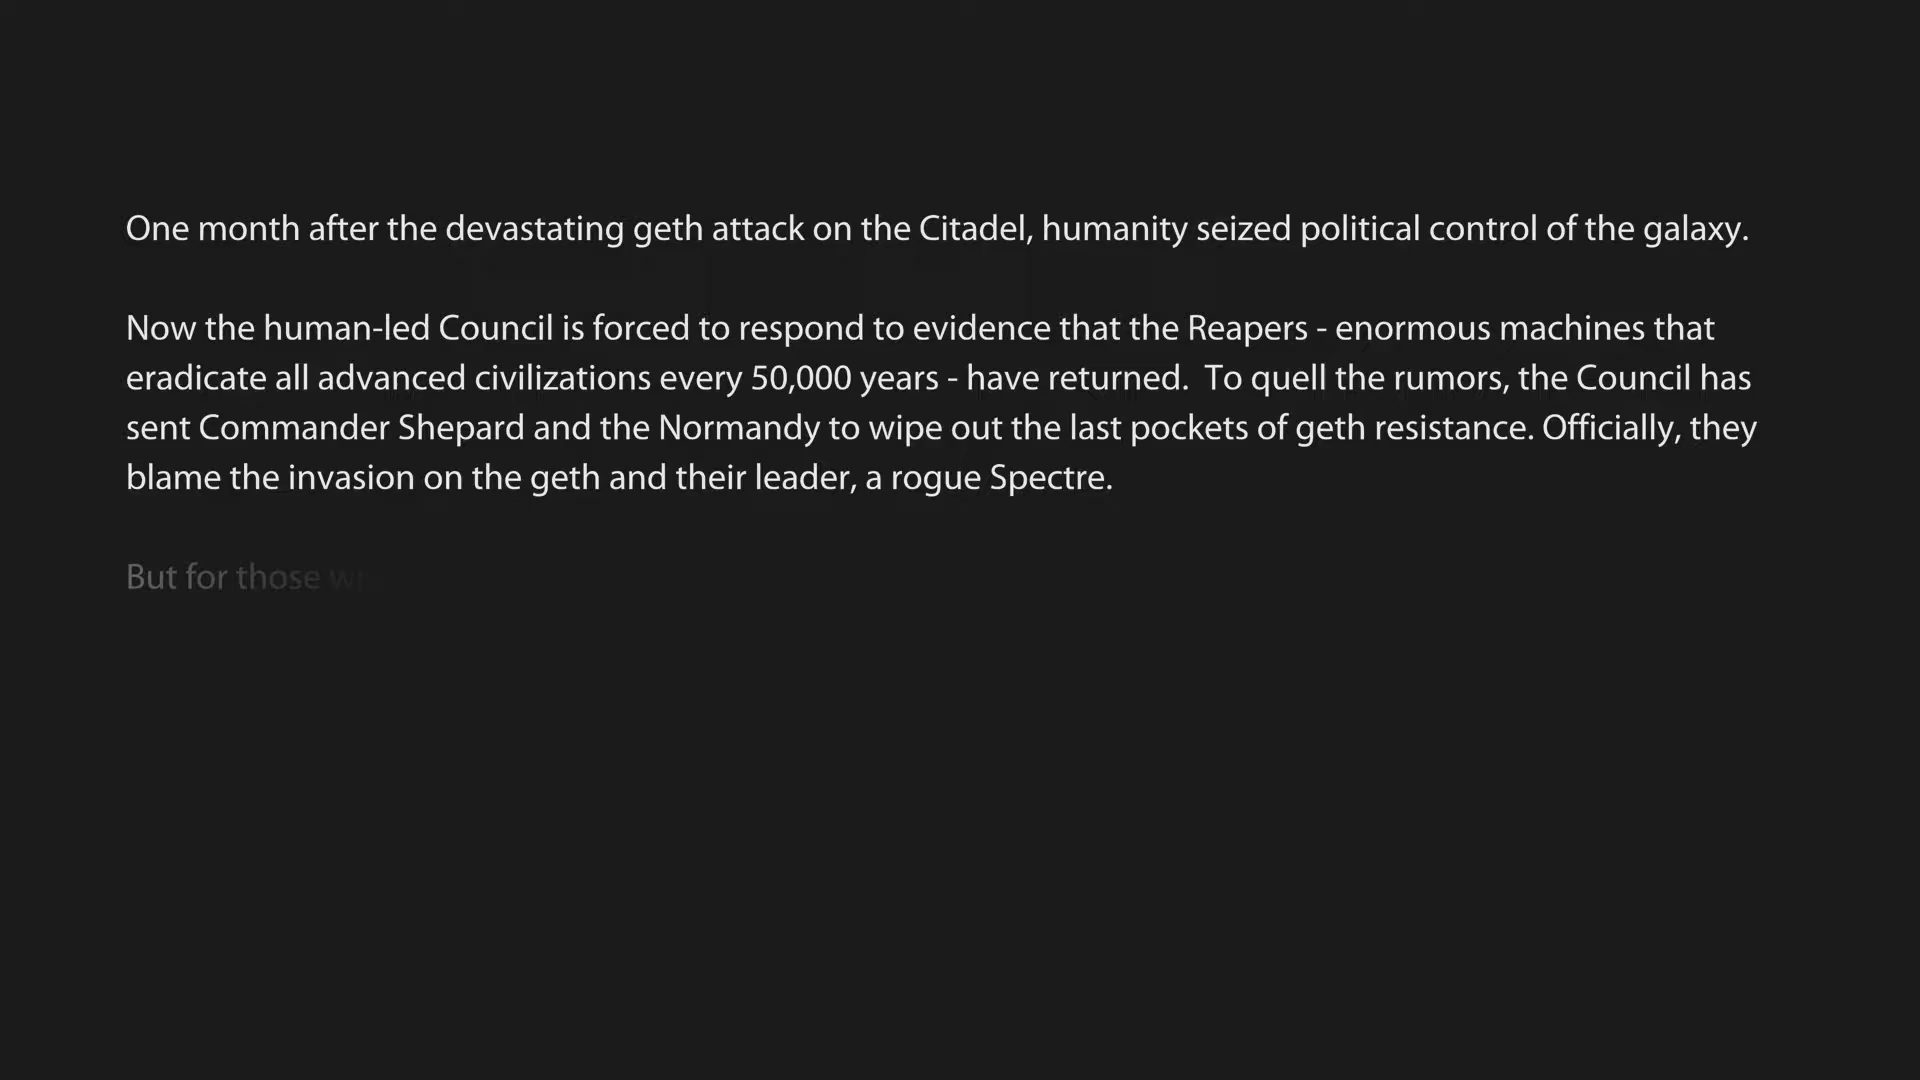 One month after the devastating geth attack on the Citadel, humanity seized political control of the galaxy.
Now the human-led Council is forced to respond to evidence that the Reapers - enormous machines that
eradicate all advanced civilizations every 50,000 years - have returned.  To quell the rumors, the Council has
sent Commander Shepard and the Normandy to wipe out the last pockets of geth resistance. Officially, they
blame the invasion on the geth and their leader, a rogue Spectre.
But for those